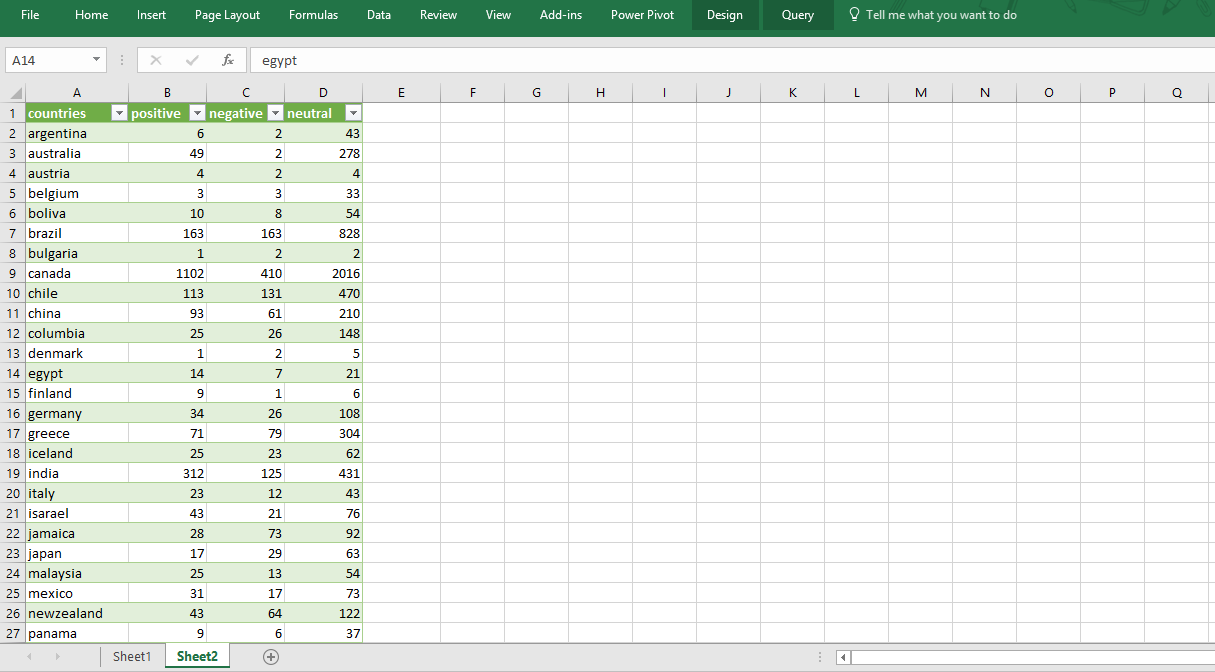 File Home Insert Page Layout Formulas Data Review View Add-ins Power Pivot Design Query Tell me what you want to do
A14 fx egypt
A B C D E F G H I J K L M N O P Q
1 countries positive negative neutral
2 argentina 6 2 43
3 australia 49 2 278
4 austria 4 2 4
5 belgium 3 3 33
6 boliva 10 8 54
7 brazil 163 163 828
8 bulgaria 1 2 2
9 canada 1102 410 2016
10 chile 113 131 470
11 china 93 61 210
12 columbia 25 26 148
13 denmark 1 2 5
14 egypt 14 7 21
15 finland 9 1 6
16 germany 34 26 108
17 greece 71 79 304
18 iceland 25 23 62
19 india 312 125 431
20 italy 23 12 43
21 isarael 43 21 76
22 jamaica 28 73 92
23 japan 17 29 63
24 malaysia 25 13 54
25 mexico 31 17 73
26 newzealand 43 64 122
27 panama 9 6 37
Sheet1 Sheet2